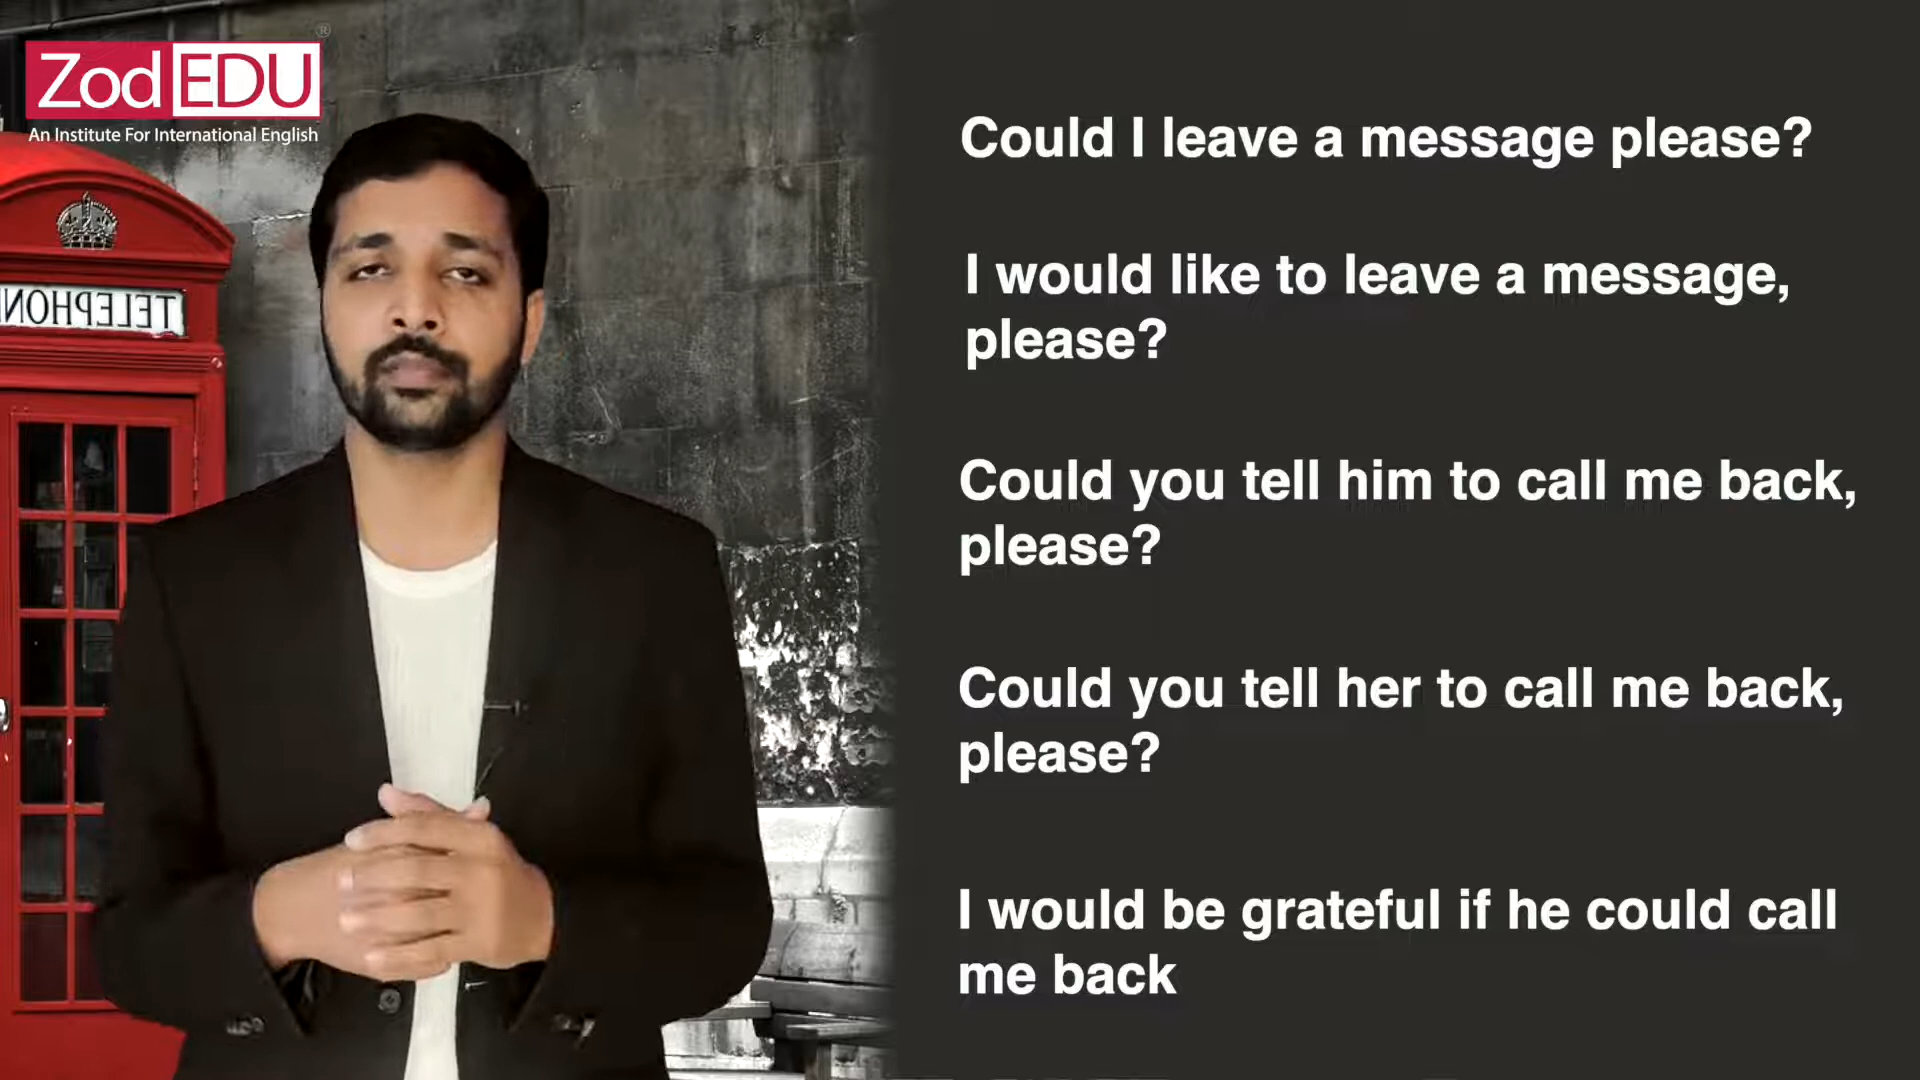 ZodEDU®
An Institute For International English
TELEPHON
Could I leave a message please?
I would like to leave a message,
please?
Could you tell him to call me back,
please?
Could you tell her to call me back,
please?
I would be grateful if he could call
me back